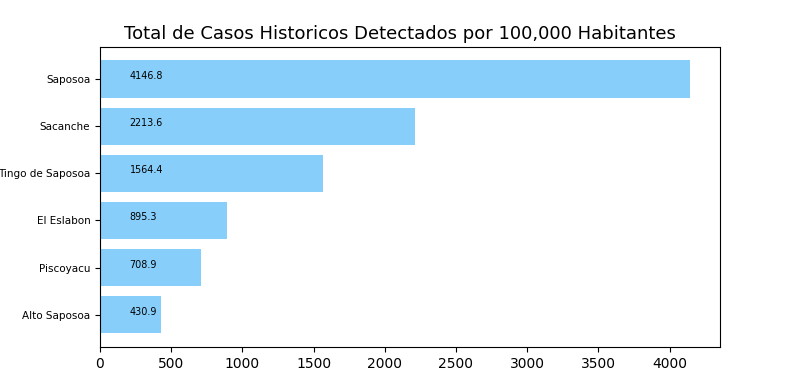 Total de Casos Historicos Detectados por 100,000 Habitantes
Saposoa 4146.8
Sacanche 2213.6
Tingo de Saposoa 1564.4
El Eslabon 895.3
Piscoyacu 708.9
Alto Saposoa 430.9
0 500 1000 1500 2000 2500 3000 3500 4000